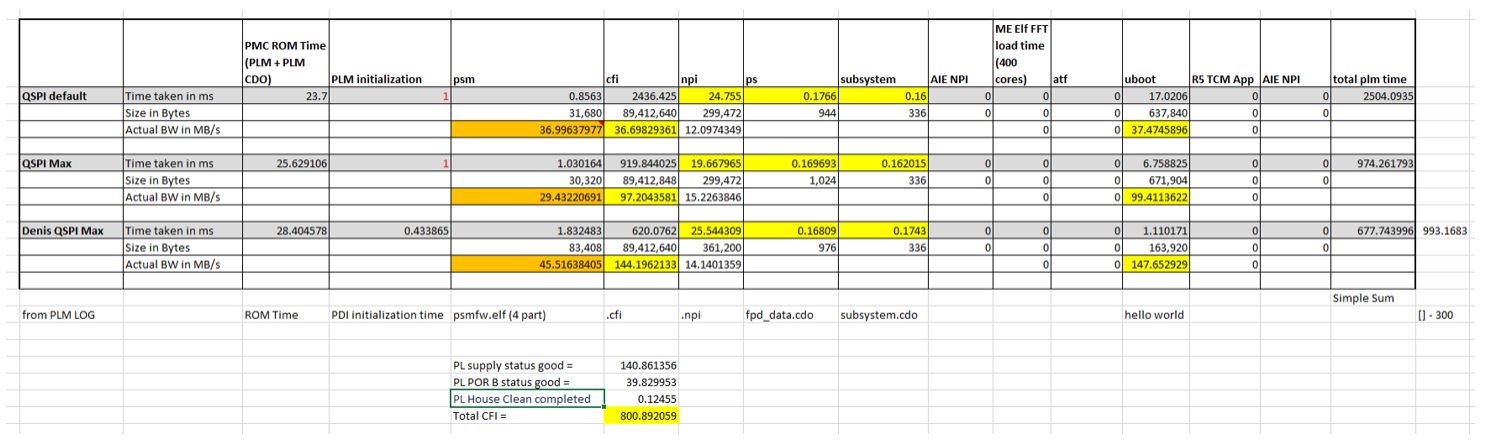 PMC ROM Time (PLM + PLM CDO) PLM initialization psm cfi npi ps subsystem AIE NPI ME Elf FFT load time (400 cores) atf uboot R5 TCM App AIE NPI total plm time
QSPI default Time taken in ms 23.7 1 0.8563 2436.425 24.755 0.1766 0.16 0 0 0 17.0206 0 0 2504.0935
Size in Bytes 31,680 89,412,640 299,472 944 336 0 0 0 637,840 0 0
Actual BW in MB/s 36.99637977 36.69829361 12.0974349 0 0 37.4745896 0
QSPI Max Time taken in ms 25.629106 1 1.030164 919.844025 19.667965 0.169693 0.162015 0 0 0 6.758825 0 0 974.261793
Size in Bytes 30,320 89,412,848 299,472 1,024 336 0 0 0 671,904 0 0
Actual BW in MB/s 29.43220691 97.2043581 15.2263846 0 0 99.4113622 0
Denis QSPI Max Time taken in ms 28.404578 0.433865 1.832483 620.0762 25.544309 0.16809 0.1743 0 0 0 1.110171 0 0 677.743996 993.1683
Size in Bytes 83,408 89,412,640 361,200 976 336 0 0 0 163,920 0 0
Actual BW in MB/s 45.51638405 144.1962133 14.1401359 0 0 147.652929 0
Simple Sum
from PLM LOG ROM Time PDI initialization time psmfw.elf (4 part) .cfi .npi fpd_data.cdo subsystem.cdo hello world [] - 300
PL supply status good = 140.861356
PL POR B status good = 39.829953
PL House Clean completed 0.12455
Total CFI = 800.892059